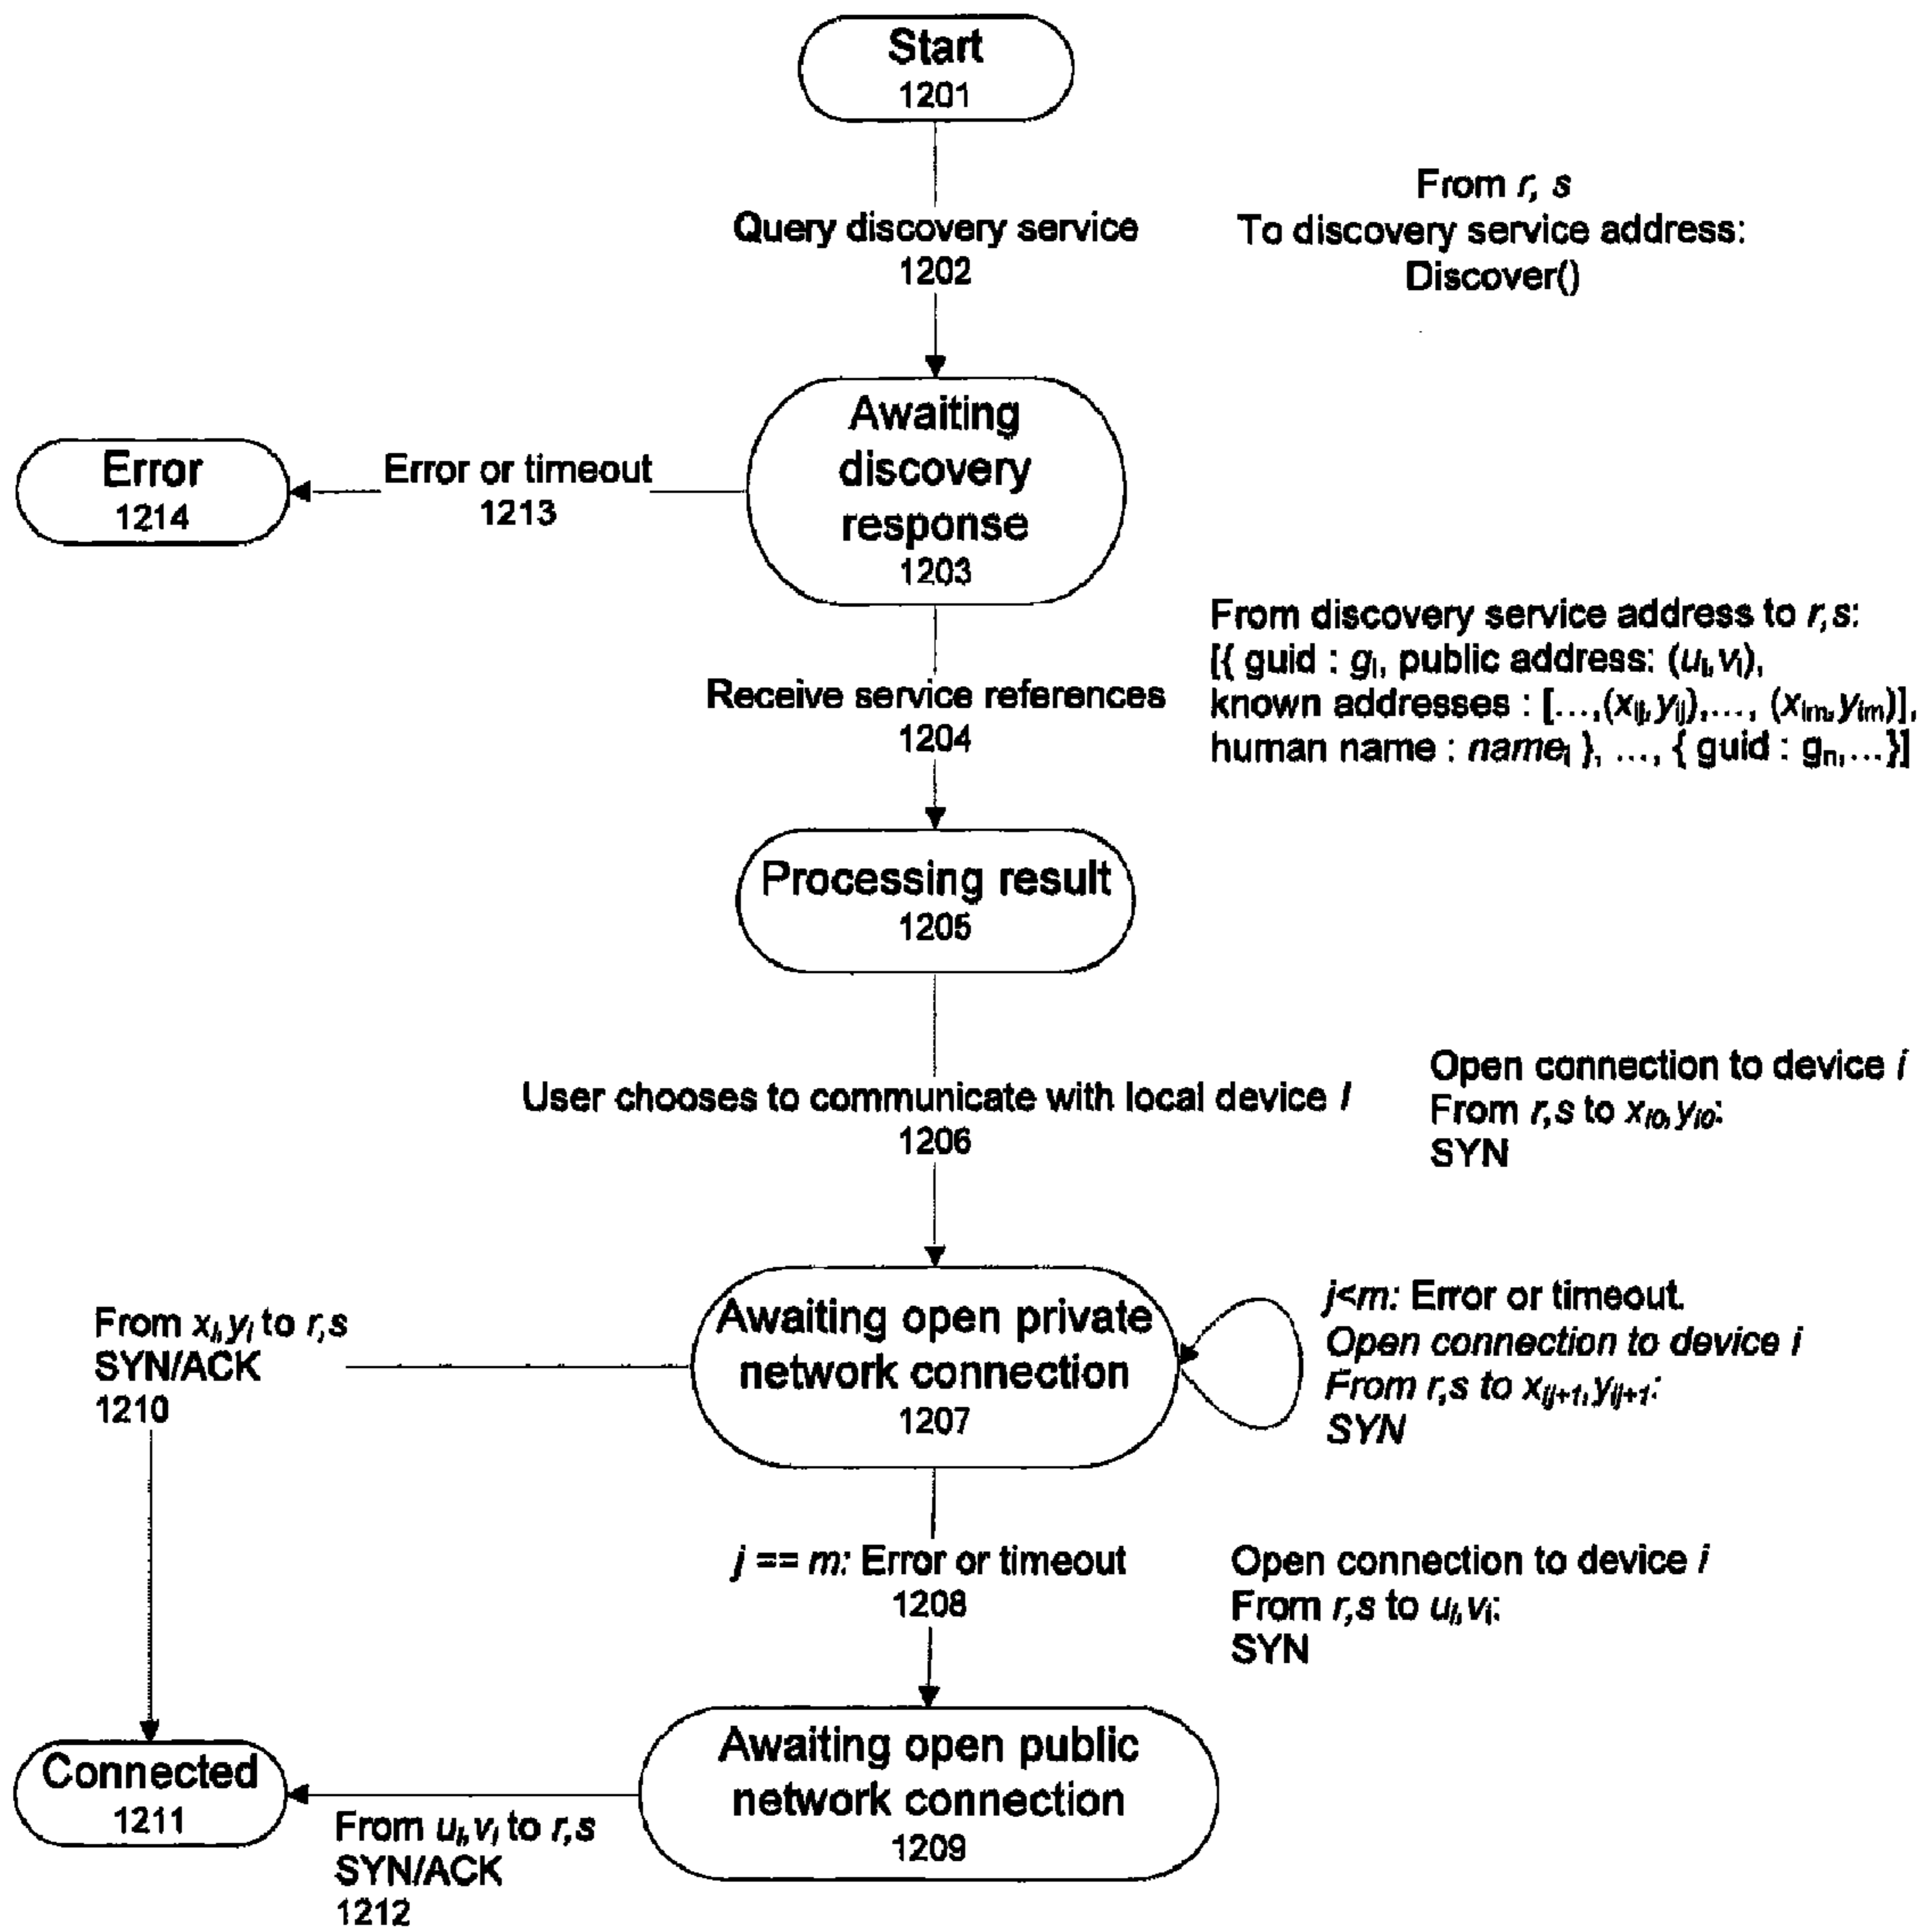 Start
1201
Query discovery service
1202
From r, s
To discovery service address:
Discover()
Awaiting
discovery
response
1203
Error or timeout
1213
Error
1214
From discovery service address to r,s:
[{ guid : gi, public address: (ui,vi),
known addresses : [...,(xij,yij),..., (xim,yim)],
human name : namei }, ..., { guid : gn,...}]
Receive service references
1204
Processing result
1205
User chooses to communicate with local device I
1206
Open connection to device i
From r,s to xi0,yi0:
SYN
Awaiting open private
network connection
1207
j<m: Error or timeout.
Open connection to device i
From r,s to xij+1,yij+1:
SYN
From xi,yi to r,s
SYN/ACK
1210
j == m: Error or timeout
1208
Open connection to device i
From r,s to ui,vi:
SYN
Awaiting open public
network connection
1209
From ui,vi to r,s
SYN/ACK
1212
Connected
1211